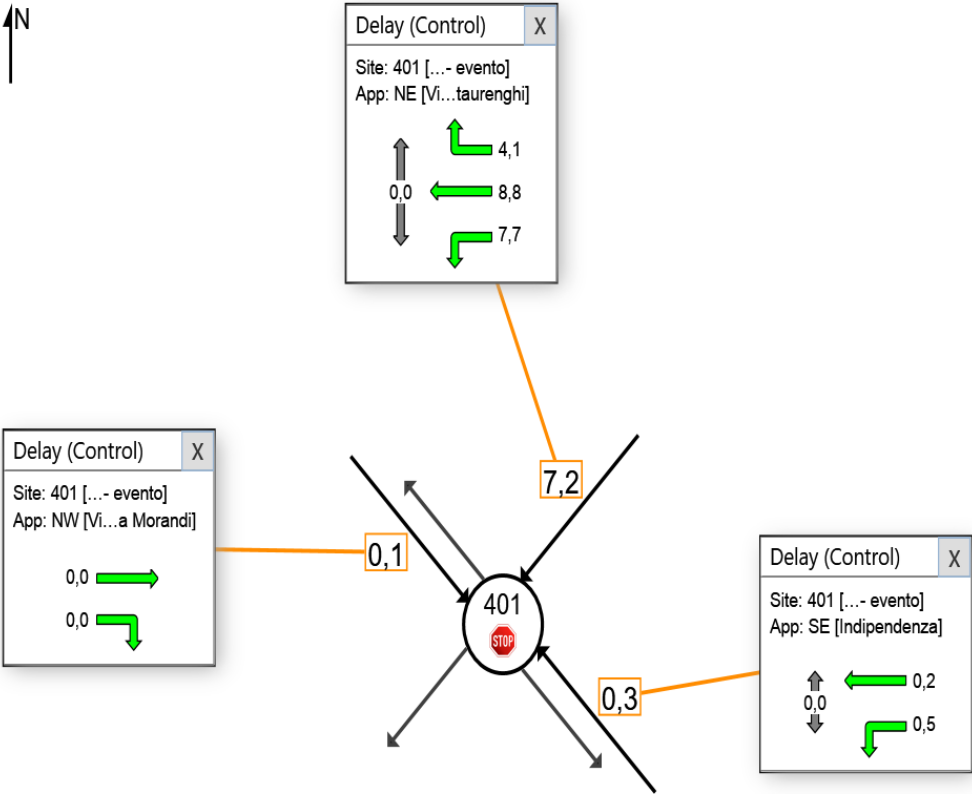 N
Delay (Control) X
Site: 401 [...- evento]
App: NE [Vi...taurenghi]
4,1
0,0
8,8
7,7
7,2
Delay (Control) X
Site: 401 [...- evento]
App: NW [Vi...a Morandi]
0,0
0,0
0,1
401
STOP
Delay (Control) X
Site: 401 [...- evento]
App: SE [Indipendenza]
0,2
0,0
0,5
0,3